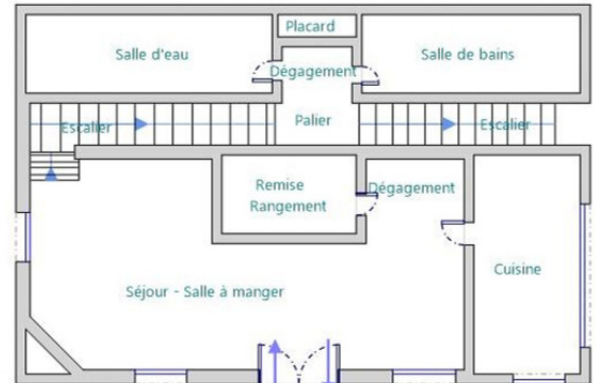 Placard
Salle d'eau
Salle de bains
Dégagement
Escalier
Palier
Escalier
Remise
Rangement
Dégagement
Cuisine
Séjour - Salle à manger